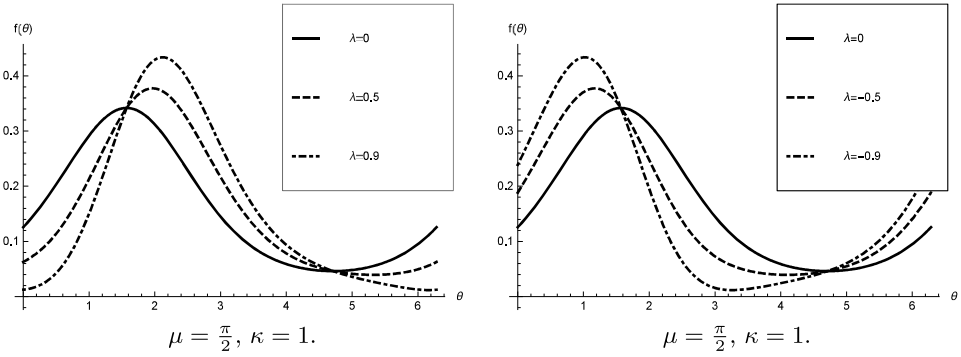 f(θ)
λ=0
λ=0.5
λ=0.9
0.4
0.3
0.2
0.1
1 2 3 4 5 6 θ
μ = π/2, κ = 1.
f(θ)
λ=0
λ=-0.5
λ=-0.9
0.4
0.3
0.2
0.1
1 2 3 4 5 6 θ
μ = π/2, κ = 1.